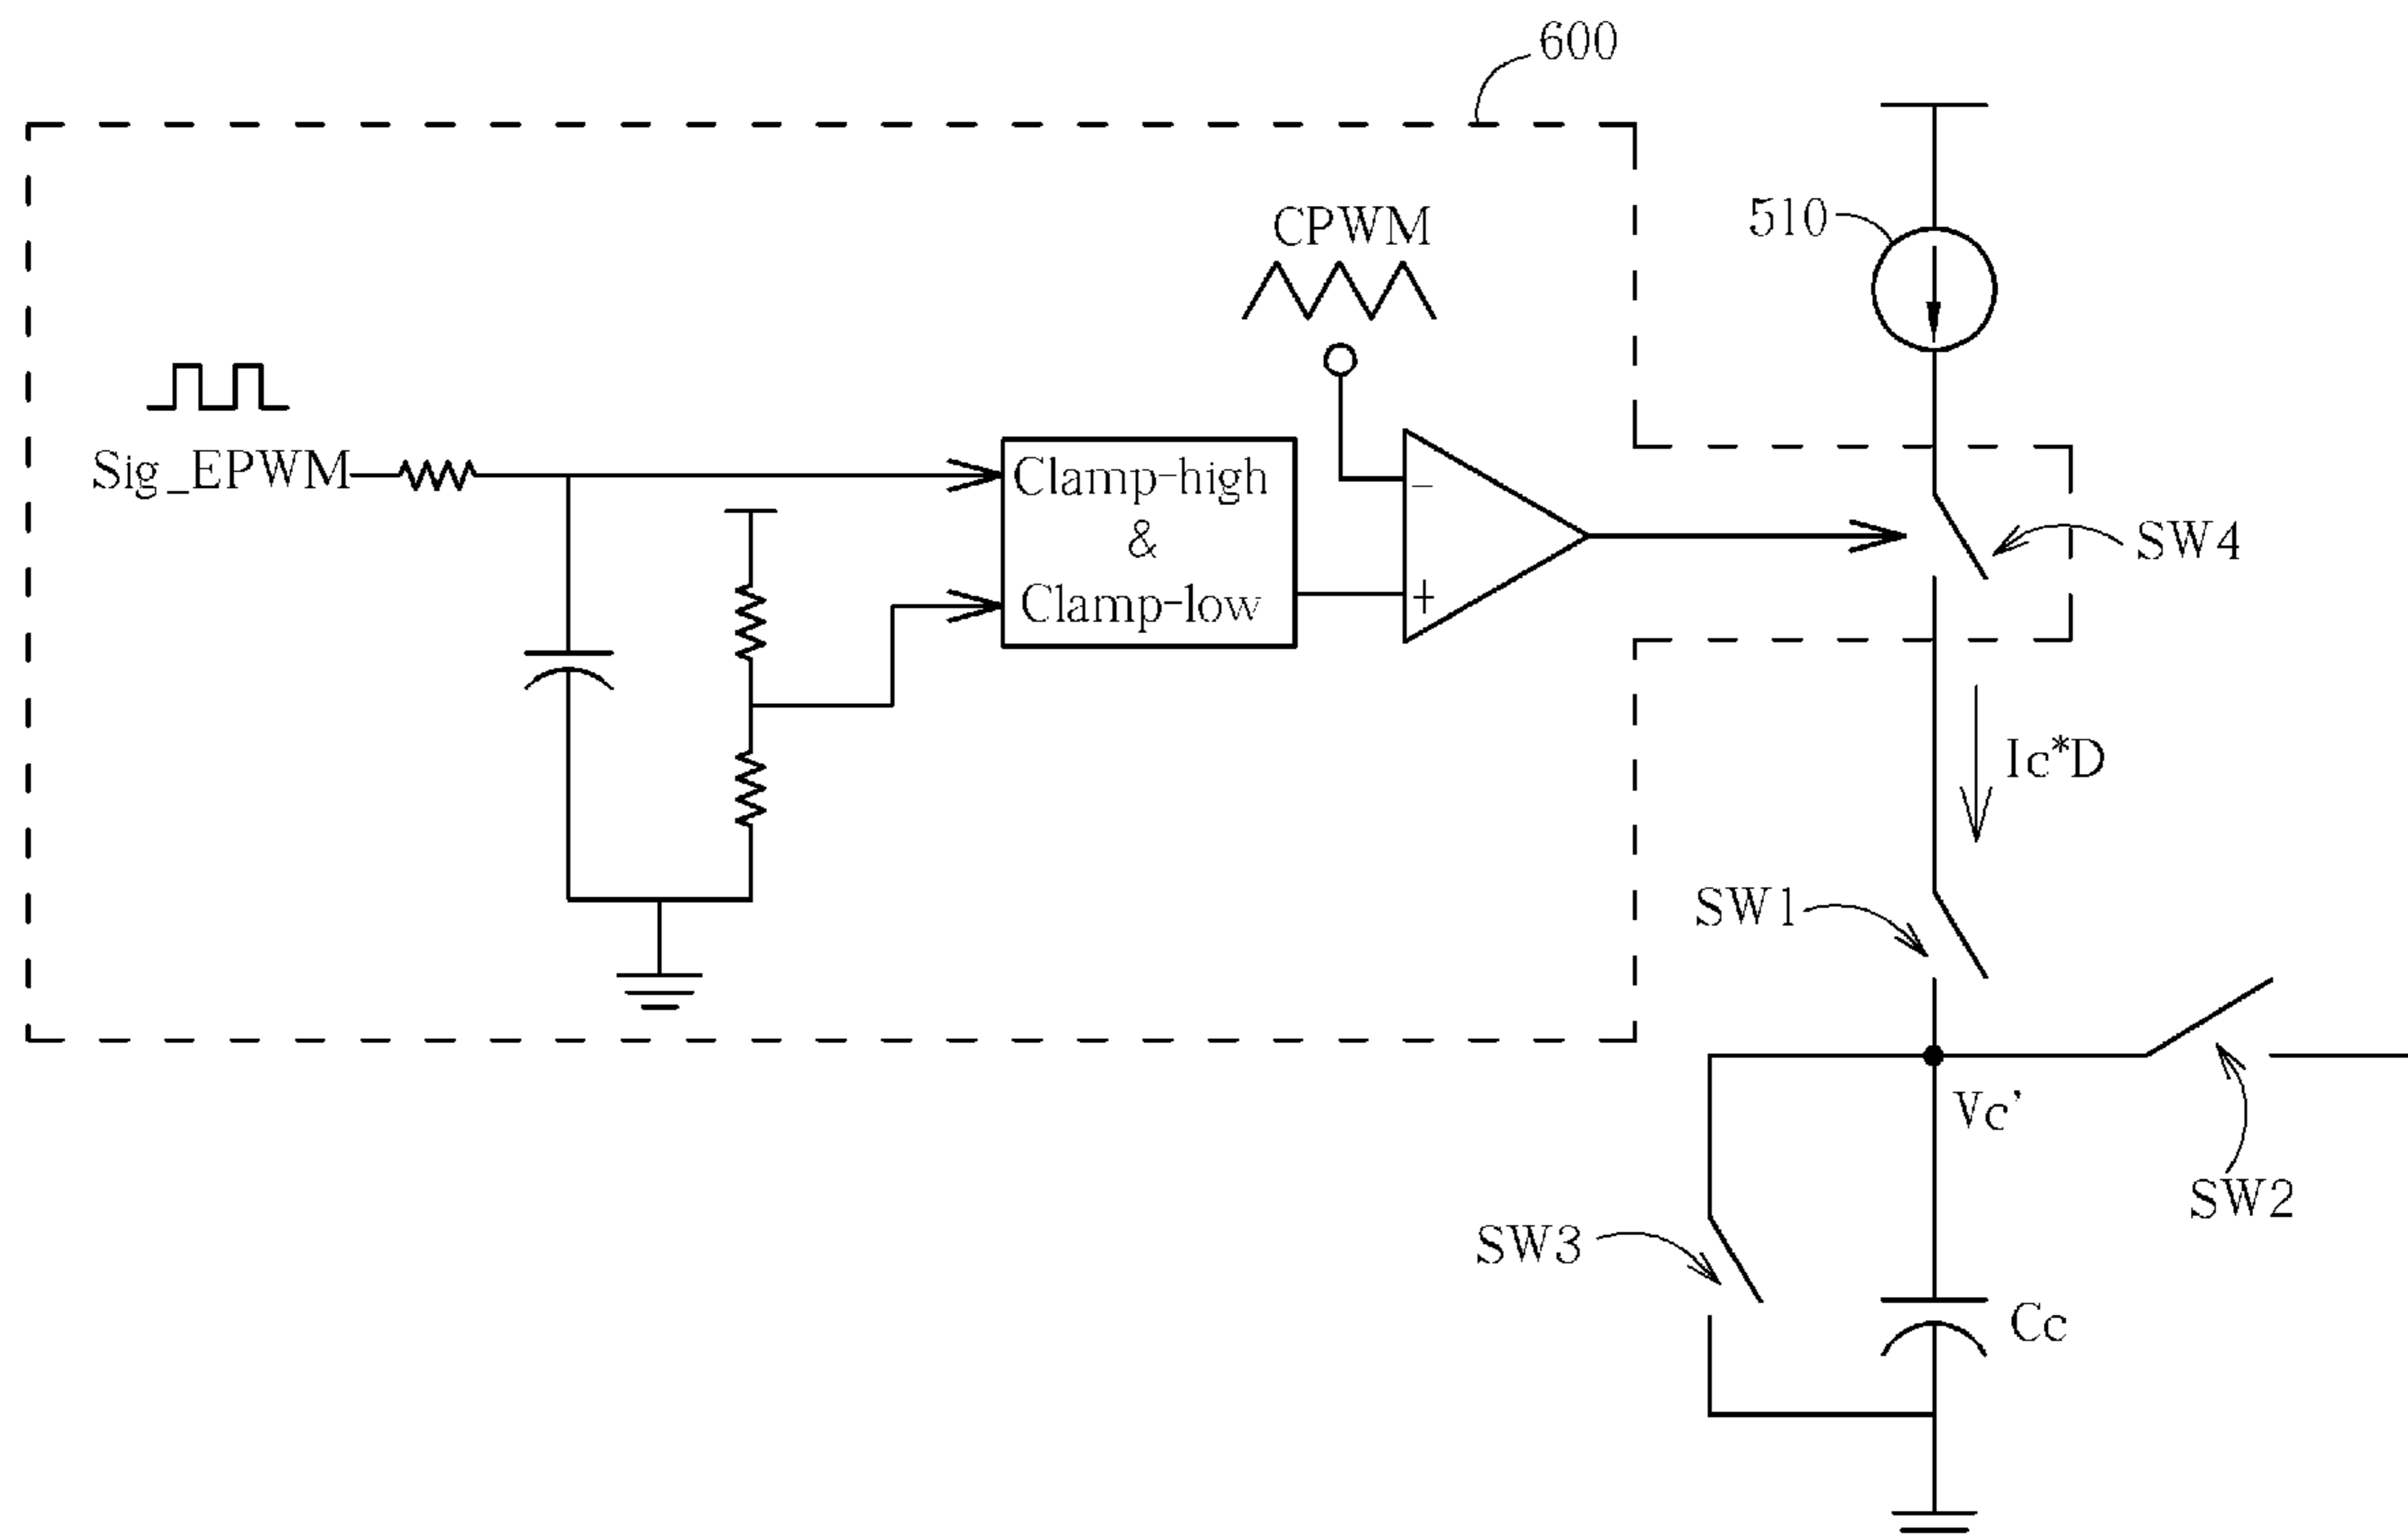 600
CPWM
510
Sig_EPWM
Clamp-high
&
Clamp-low
-
+
SW4
Ic*D
SW1
Vc'
SW2
SW3
Cc